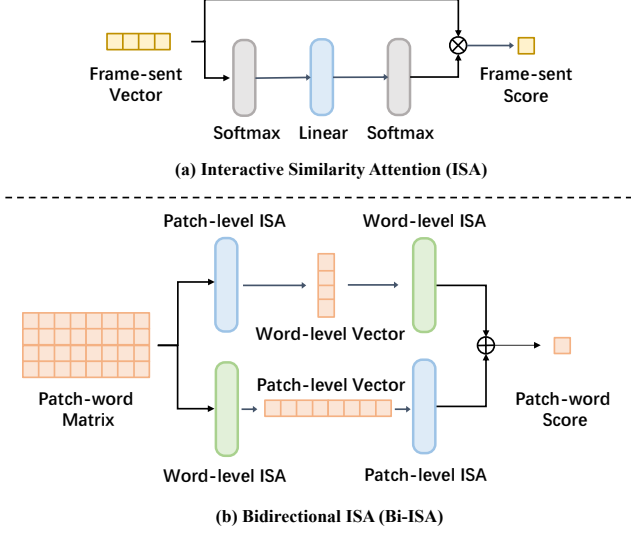 Frame-sent
Vector
Softmax
Linear
Softmax
Frame-sent
Score
(a) Interactive Similarity Attention (ISA)
Patch-level ISA
Word-level ISA
Word-level Vector
Patch-word
Matrix
Patch-level Vector
Patch-word
Score
Word-level ISA
Patch-level ISA
(b) Bidirectional ISA (Bi-ISA)